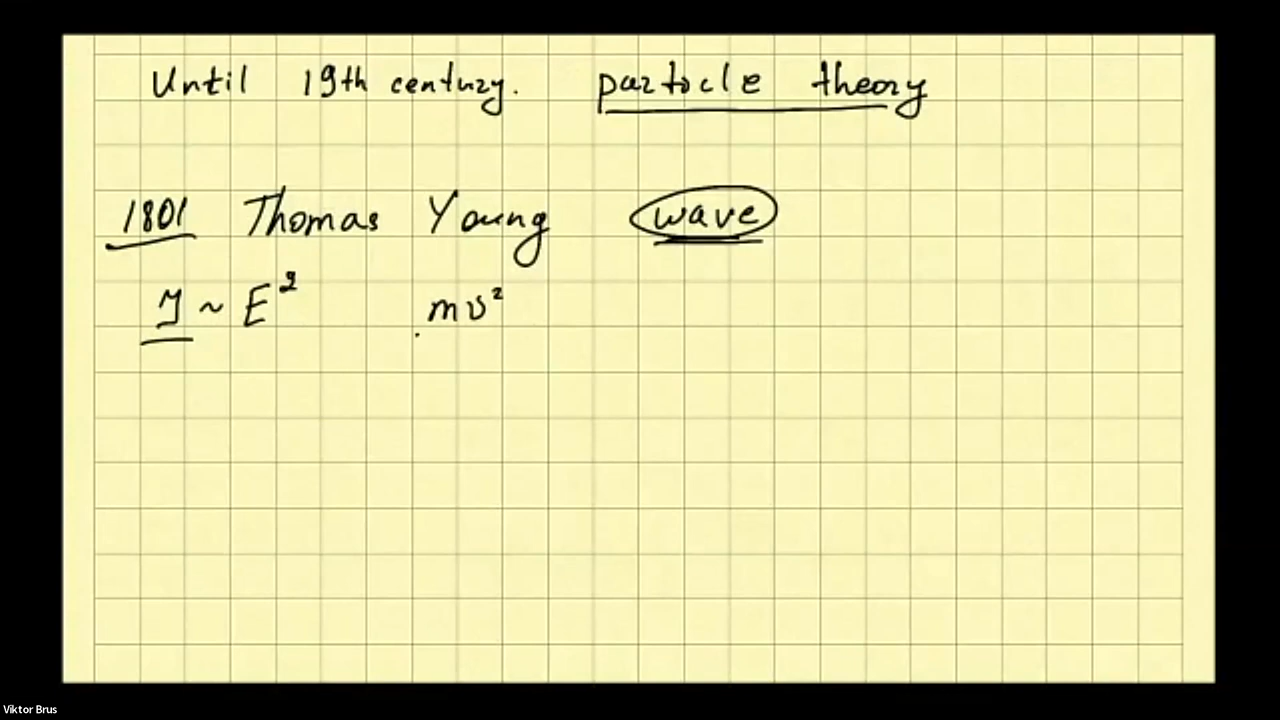 Until 19th century. particle theory
1801 Thomas Young wave
I ~ E² mv²
Viktor Brus